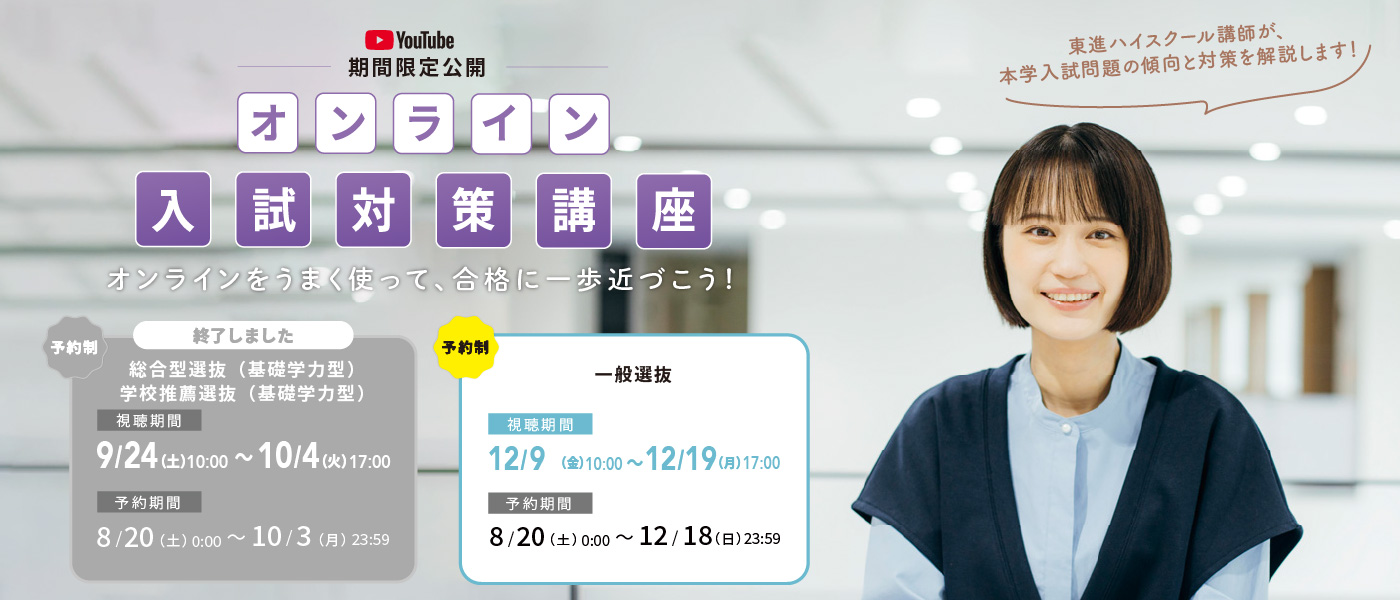 YouTube
期間限定公開
オンライン
入試対策講座
オンラインをうまく使って、合格に一歩近づこう!
東進ハイスクール講師が、
本学入試問題の傾向と対策を解説します!
予約制
終了しました
総合型選抜（基礎学力型）
学校推薦選抜（基礎学力型）
視聴期間
9/24(土)10:00 〜10/4(火)17:00
予約期間
8/20（土）0:00 〜 10/3（月）23:59
予約制
一般選抜
視聴期間
12/9 (金)10:00 〜12/19(月)17:00
予約期間
8/20（土）0:00 〜 12/18(日)23:59